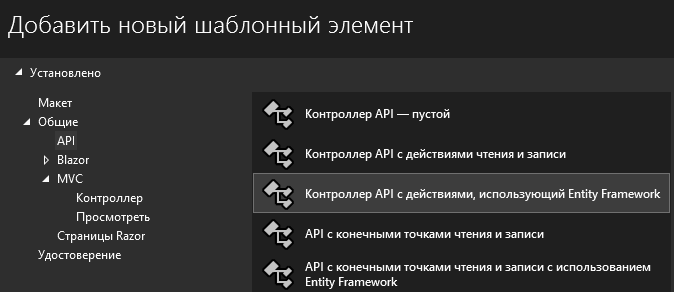 Добавить новый шаблонный элемент
Установлено
Макет
Общие
API
Blazor
MVC
Контроллер
Просмотреть
Страницы Razor
Удостоверение
Контроллер API — пустой
Контроллер API с действиями чтения и записи
Контроллер API с действиями, использующий Entity Framework
API с конечными точками чтения и записи
API с конечными точками чтения и записи с использованием
Entity Framework